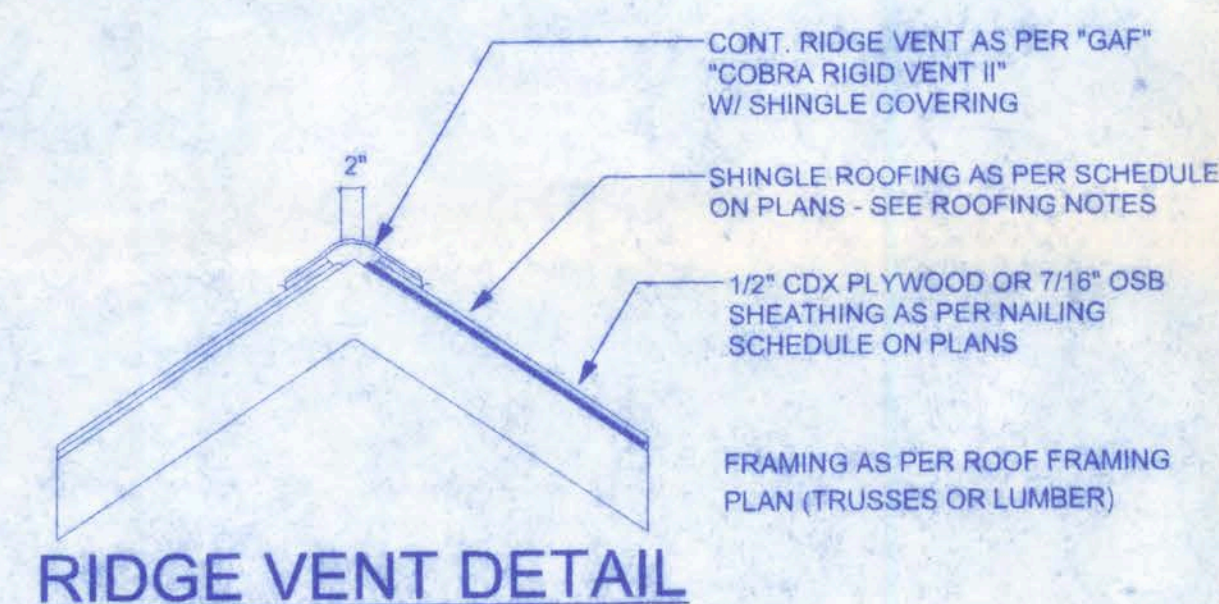 CONT. RIDGE VENT AS PER "GAF"
"COBRA RIGID VENT II"
W/ SHINGLE COVERING
2"
SHINGLE ROOFING AS PER SCHEDULE
ON PLANS - SEE ROOFING NOTES
1/2" CDX PLYWOOD OR 7/16" OSB
SHEATHING AS PER NAILING
SCHEDULE ON PLANS
FRAMING AS PER ROOF FRAMING
PLAN (TRUSSES OR LUMBER)
RIDGE VENT DETAIL